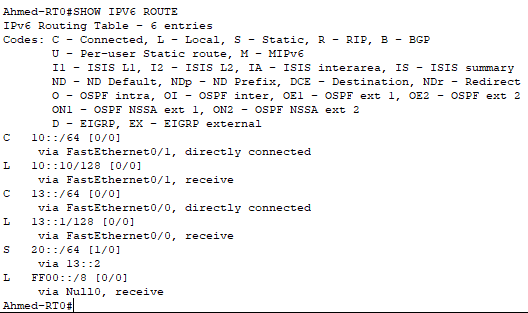 Ahmed-RT0#SHOW IPV6 ROUTE
IPv6 Routing Table - 6 entries
Codes: C - Connected, L - Local, S - Static, R - RIP, B - BGP
U - Per-user Static route, M - MIPv6
I1 - ISIS L1, I2 - ISIS L2, IA - ISIS interarea, IS - ISIS summary
ND - ND Default, NDp - ND Prefix, DCE - Destination, NDr - Redirect
O - OSPF intra, OI - OSPF inter, OE1 - OSPF ext 1, OE2 - OSPF ext 2
ON1 - OSPF NSSA ext 1, ON2 - OSPF NSSA ext 2
D - EIGRP, EX - EIGRP external
C 10::/64 [0/0]
via FastEthernet0/1, directly connected
L 10::10/128 [0/0]
via FastEthernet0/1, receive
C 13::/64 [0/0]
via FastEthernet0/0, directly connected
L 13::1/128 [0/0]
via FastEthernet0/0, receive
S 20::/64 [1/0]
via 13::2
L FF00::/8 [0/0]
via Null0, receive
Ahmed-RT0#